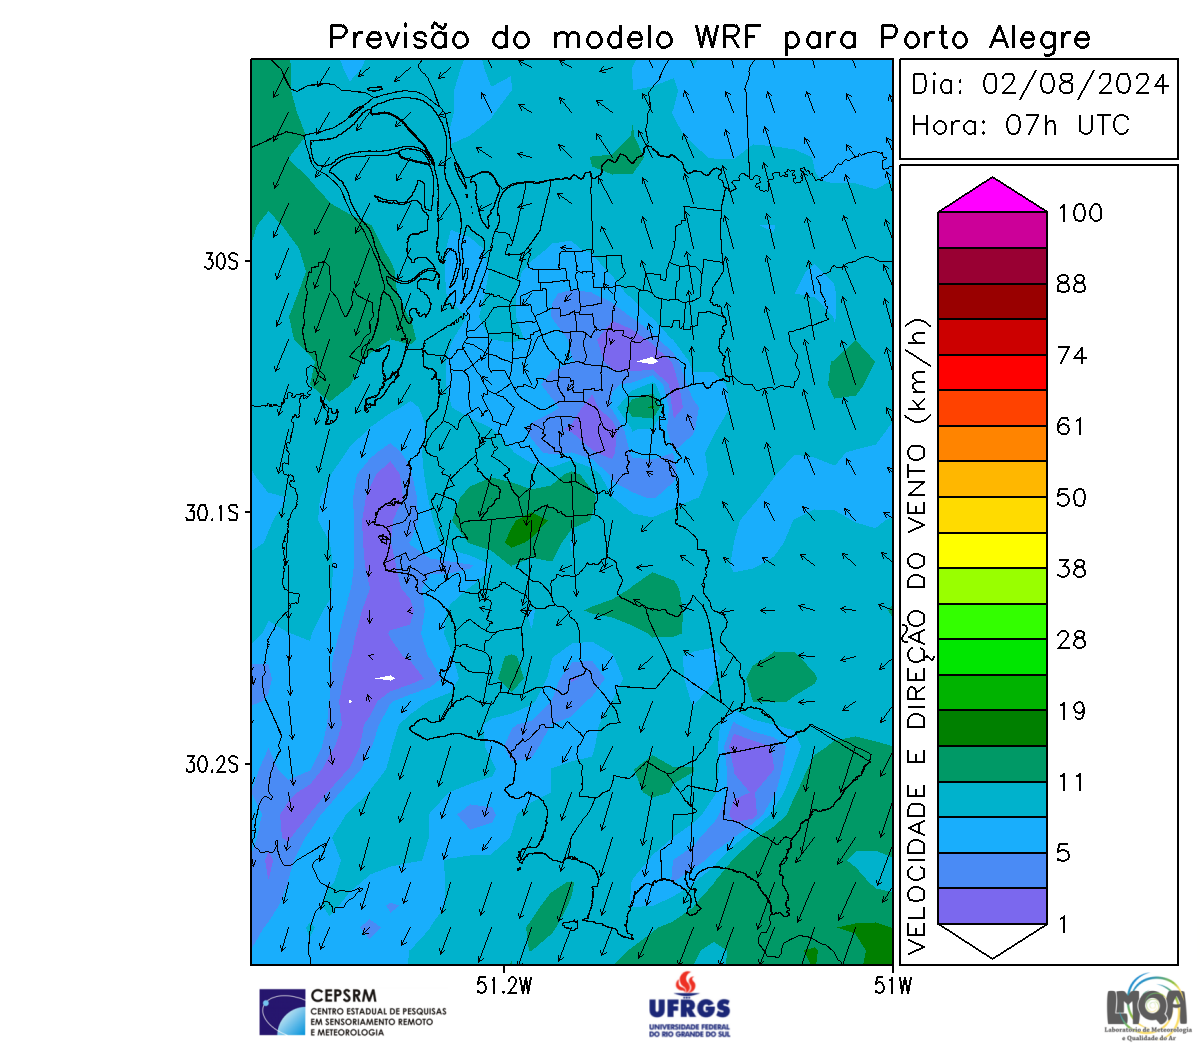 Previsão do modelo WRF para Porto Alegre
Dia: 02/08/2024
Hora: 07h UTC
30S
30.1S
30.2S
51.2W
51W
VELOCIDADE E DIREÇÃO DO VENTO (km/h)
100
88
74
61
50
38
28
19
11
5
1
CEPSRM
CENTRO ESTADUAL DE PESQUISAS
EM SENSORIAMENTO REMOTO
E METEOROLOGIA
UFRGS
UNIVERSIDADE FEDERAL
DO RIO GRANDE DO SUL
LMQA
Laboratório de Meteorologia
e Qualidade do Ar